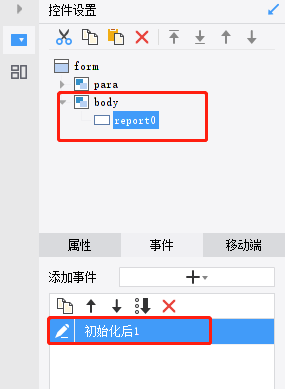 控件设置
form
para
body
report0
属性 事件 移动端
添加事件
初始化后1